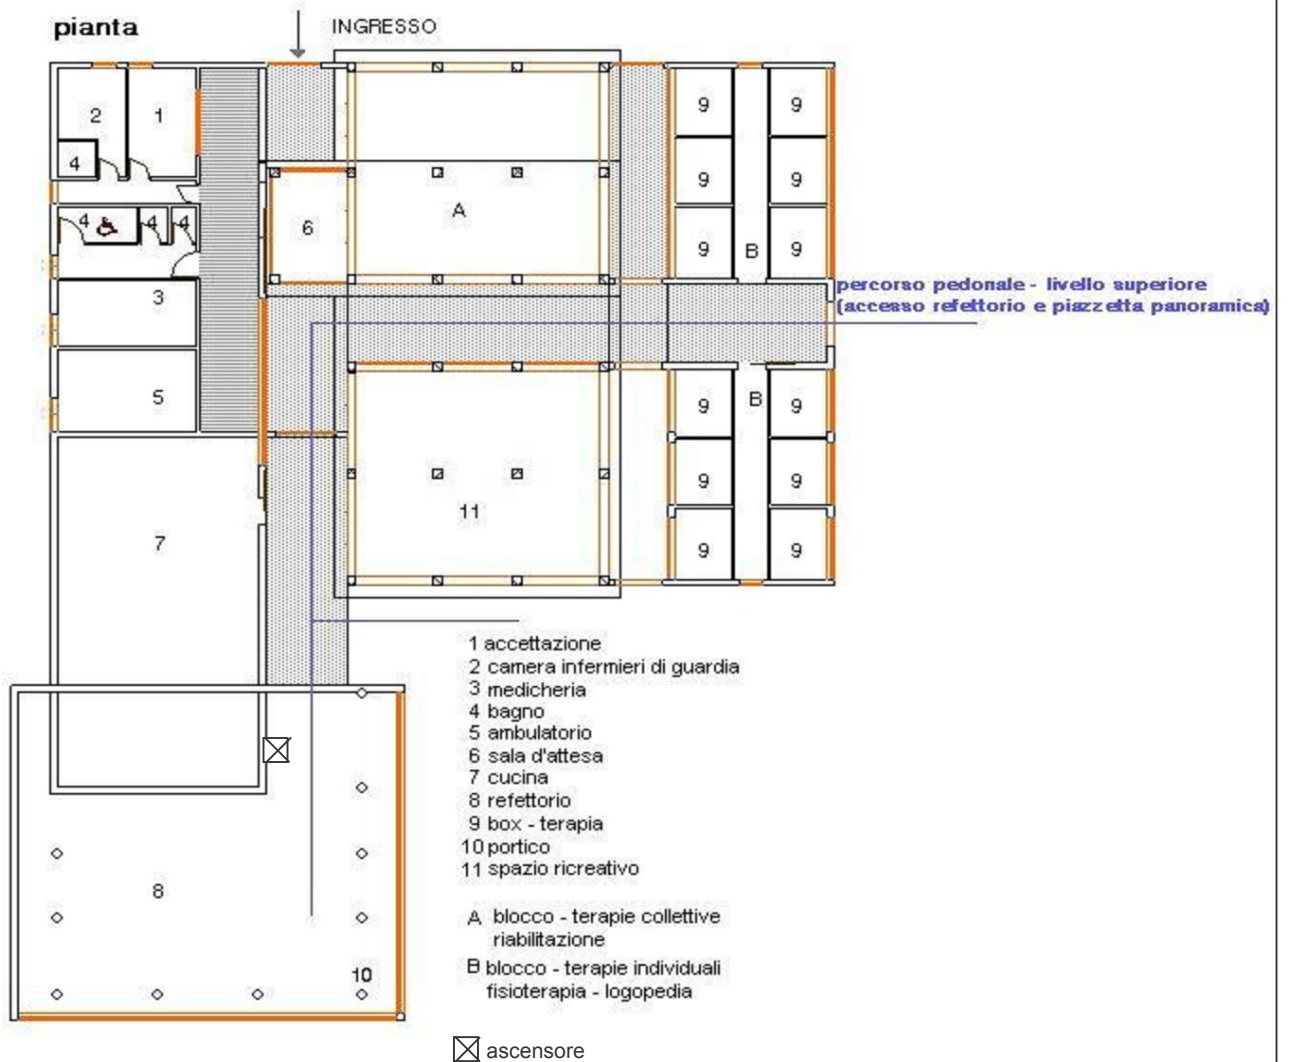 pianta
INGRESSO
2 1 9 9
4
9 9
A
4 4 4 6
9 B 9
percorso pedonale - livello superiore
(accesso refettorio e piazzetta panoramica)
3
5 9 B 9
9 9
11
7 9 9
1 accettazione
2 camera infermieri di guardia
3 medicheria
4 bagno
5 ambulatorio
6 sala d'attesa
7 cucina
8 refettorio
9 box - terapia
10 portico
11 spazio ricreativo
8
10
A blocco - terapie collettive
riabilitazione
B blocco - terapie individuali
fisioterapia - logopedia
ascensore